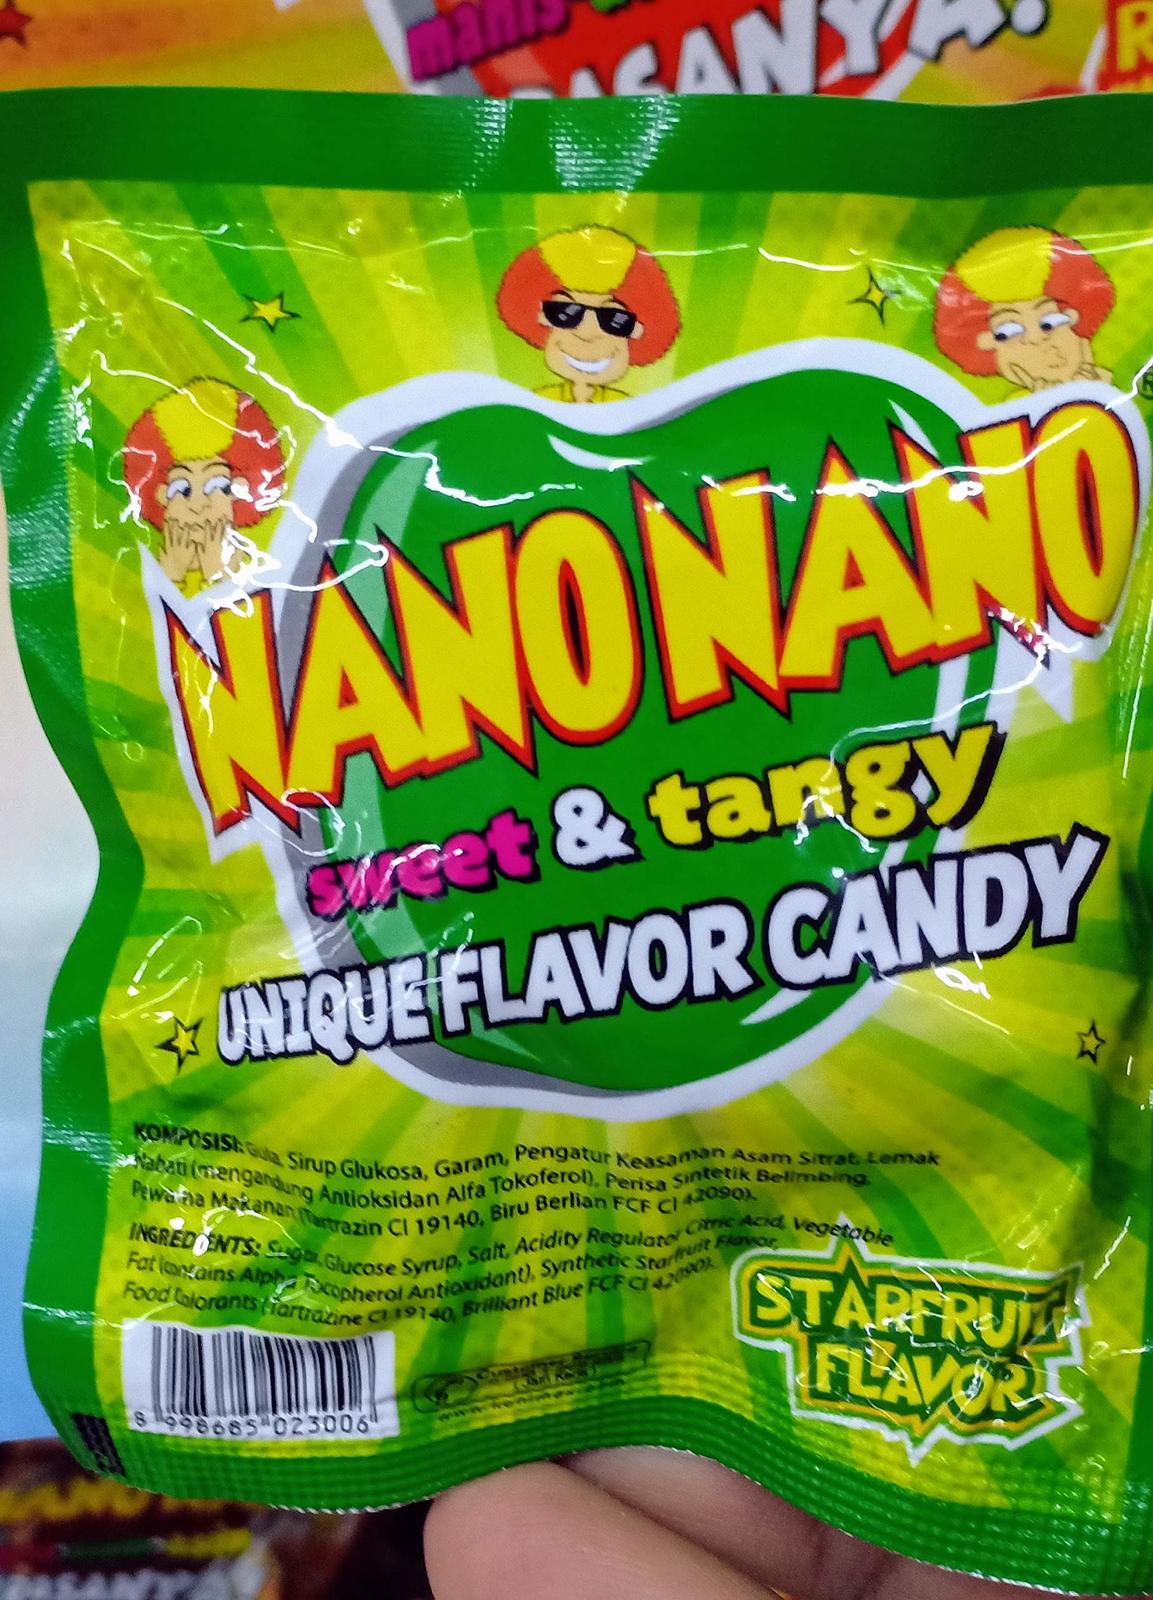 manis
RASANYA!
R
NANO NANO
®
sweet & tangy
UNIQUE FLAVOR CANDY
KOMPOSISI: Gula, Sirup Glukosa, Garam, Pengatur Keasaman Asam Sitrat, Lemak
Nabati (mengandung Antioksidan Alfa Tokoferol), Perisa Sintetik Belimbing,
Pewarna Makanan (Tartrazin CI 19140, Biru Berlian FCF CI 42090).
INGREDIENTS: Sugar, Glucose Syrup, Salt, Acidity Regulator Citric Acid, Vegetable
Fat (contains Alpha Tocopherol Antioxidant), Synthetic Starfruit Flavor,
Food Colorants (Tartrazine CI 19140, Brilliant Blue FCF CI 42090).
STARFRUIT
FLAVOR
8 998685 023006